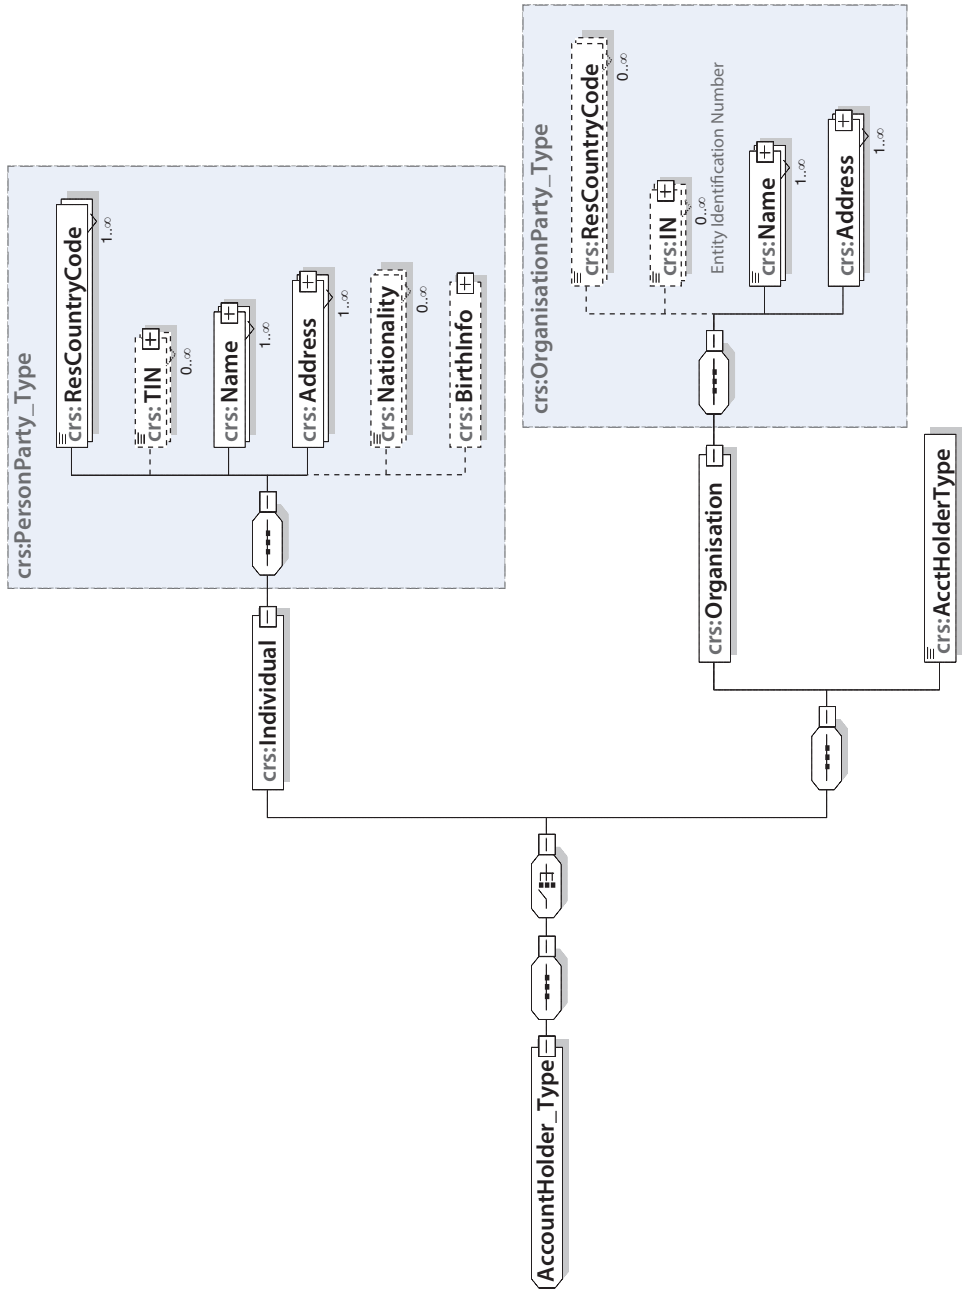 AccountHolder_Type
crs:Individual
crs:PersonParty_Type
crs:ResCountryCode
1..∞
crs:TIN
0..∞
crs:Name
1..∞
crs:Address
1..∞
crs:Nationality
0..∞
crs:BirthInfo
crs:Organisation
crs:OrganisationParty_Type
crs:ResCountryCode
0..∞
crs:IN
0..∞
Entity Identification Number
crs:Name
1..∞
crs:Address
1..∞
crs:AcctHolderType